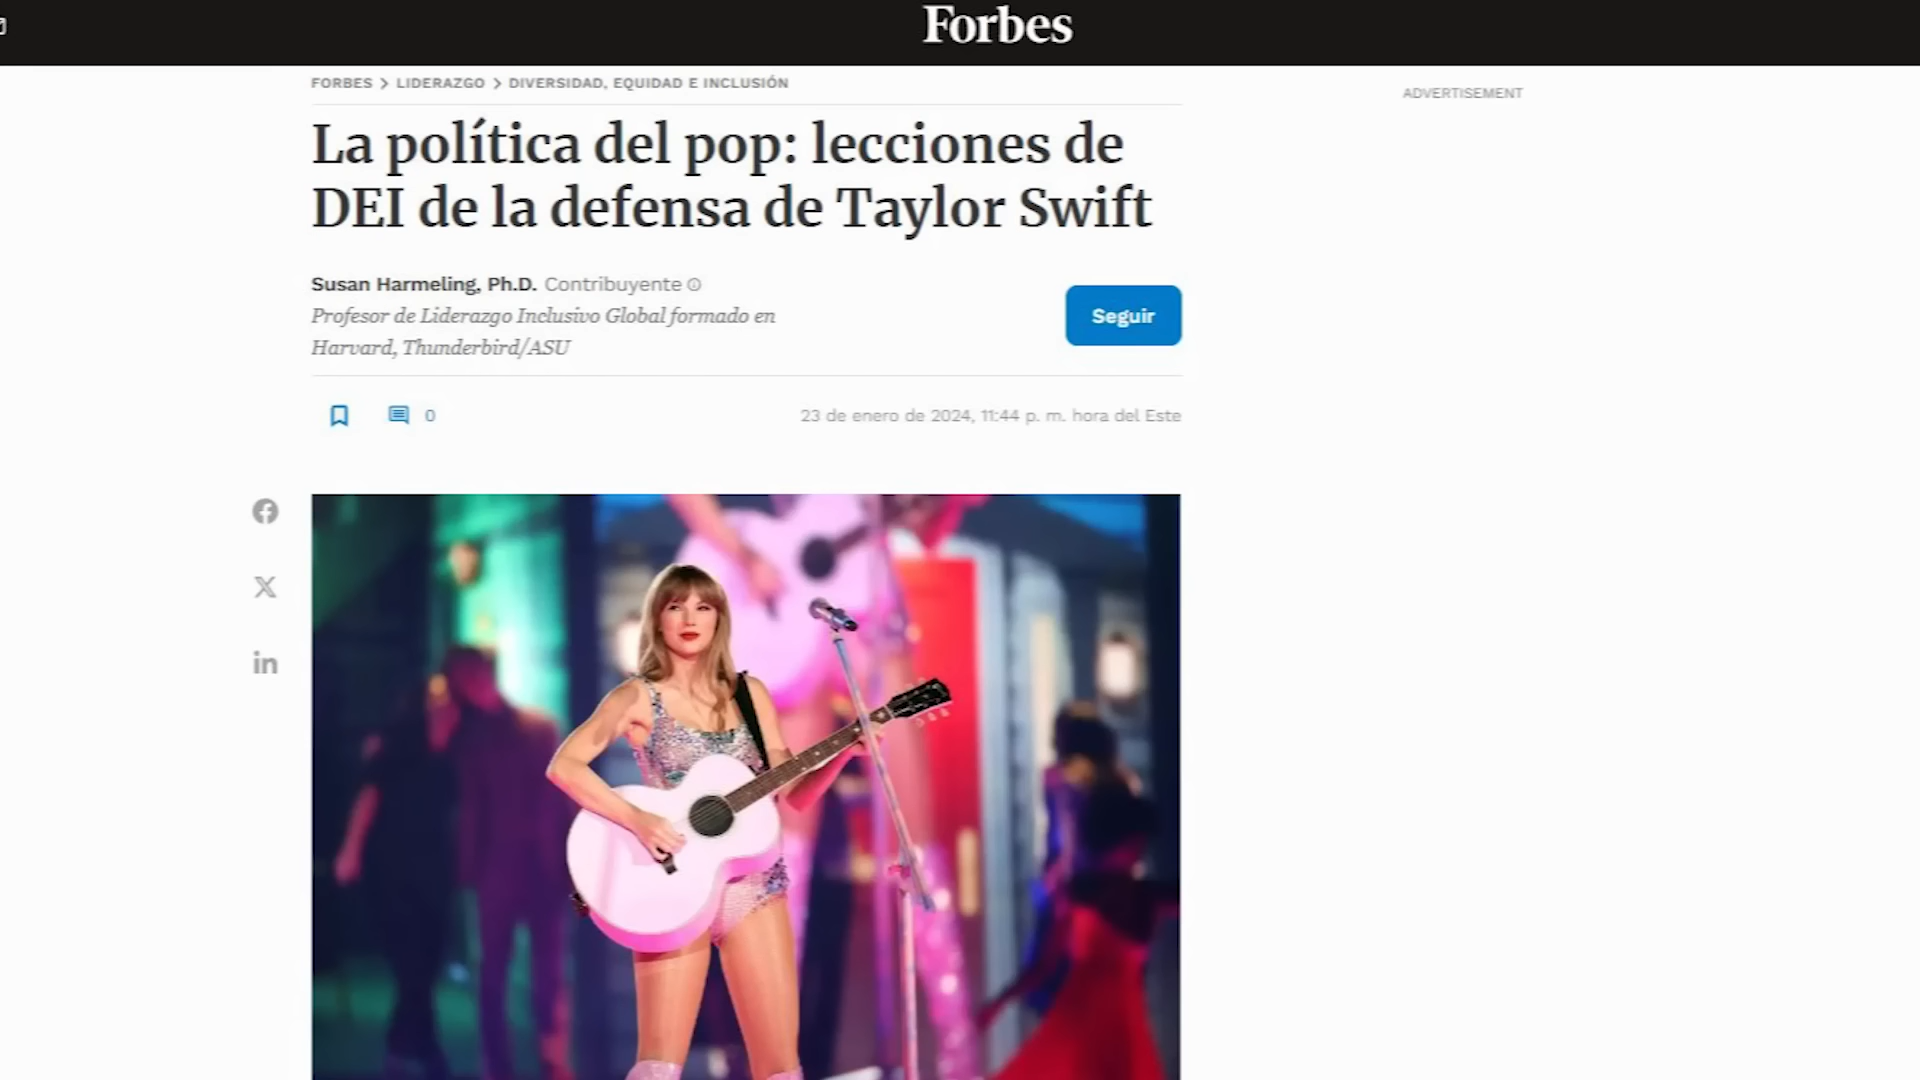 Forbes
FORBES > LIDERAZGO > DIVERSIDAD, EQUIDAD E INCLUSIÓN
ADVERTISEMENT
La política del pop: lecciones de
DEI de la defensa de Taylor Swift
Susan Harmeling, Ph.D. Contribuyente
Profesor de Liderazgo Inclusivo Global formado en
Harvard, Thunderbird/ASU
Seguir
0
23 de enero de 2024, 11:44 p. m. hora del Este